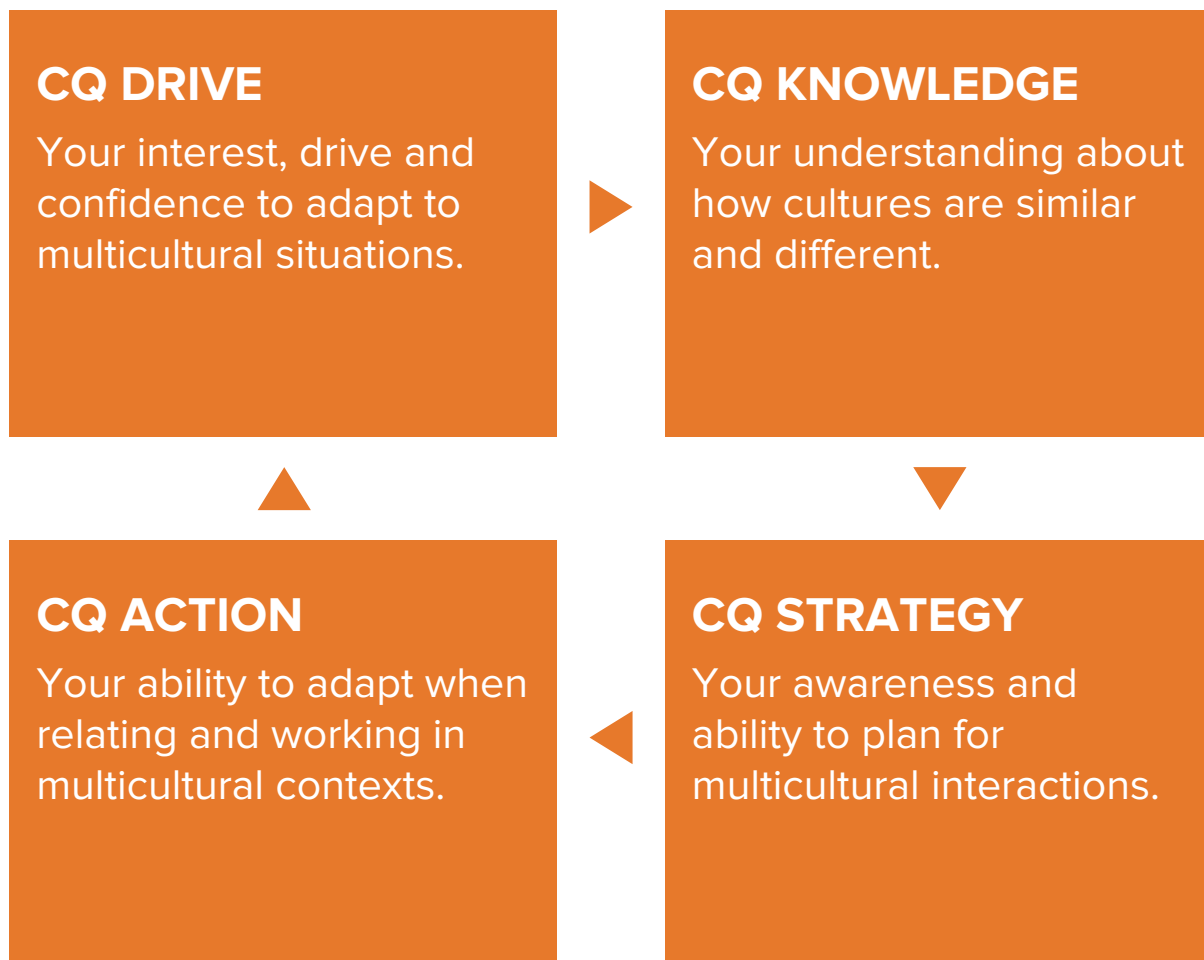 CQ DRIVE
Your interest, drive and
confidence to adapt to
multicultural situations.
CQ KNOWLEDGE
Your understanding about
how cultures are similar
and different.
CQ ACTION
Your ability to adapt when
relating and working in
multicultural contexts.
CQ STRATEGY
Your awareness and
ability to plan for
multicultural interactions.